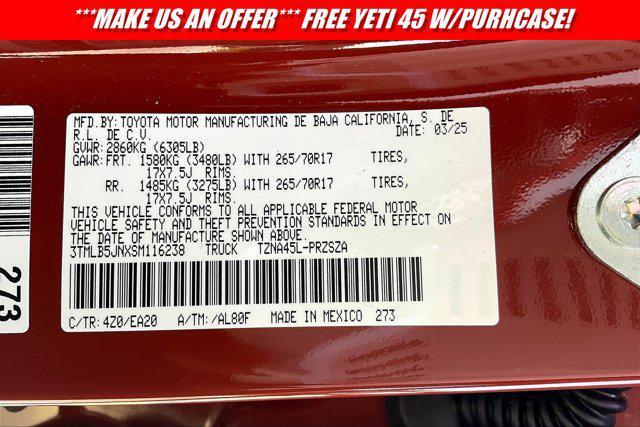 ***MAKE US AN OFFER*** FREE YETI 45 W/PURHCASE!
MFD.BY:TOYOTA MOTOR MANUFACTURING DE BAJA CALIFORNIA, S. DE
R.L. DE C.V. DATE: 03/25
GVWR: 2860KG (6305LB)
GAWR: FRT. 1580KG (3480LB) WITH 265/70R17 TIRES,
17X7.5J RIMS.
RR. 1485KG (3275LB) WITH 265/70R17 TIRES,
17X7.5J RIMS.
THIS VEHICLE CONFORMS TO ALL APPLICABLE FEDERAL MOTOR
VEHICLE SAFETY AND THEFT PREVENTION STANDARDS IN EFFECT ON
THE DATE OF MANUFACTURE SHOWN ABOVE.
3TMLB5JNXSM116238 TRUCK TZNA45L-PRZSZA
C/TR: 4Z0/EA20 A/TM: /AL80F MADE IN MEXICO 273
273